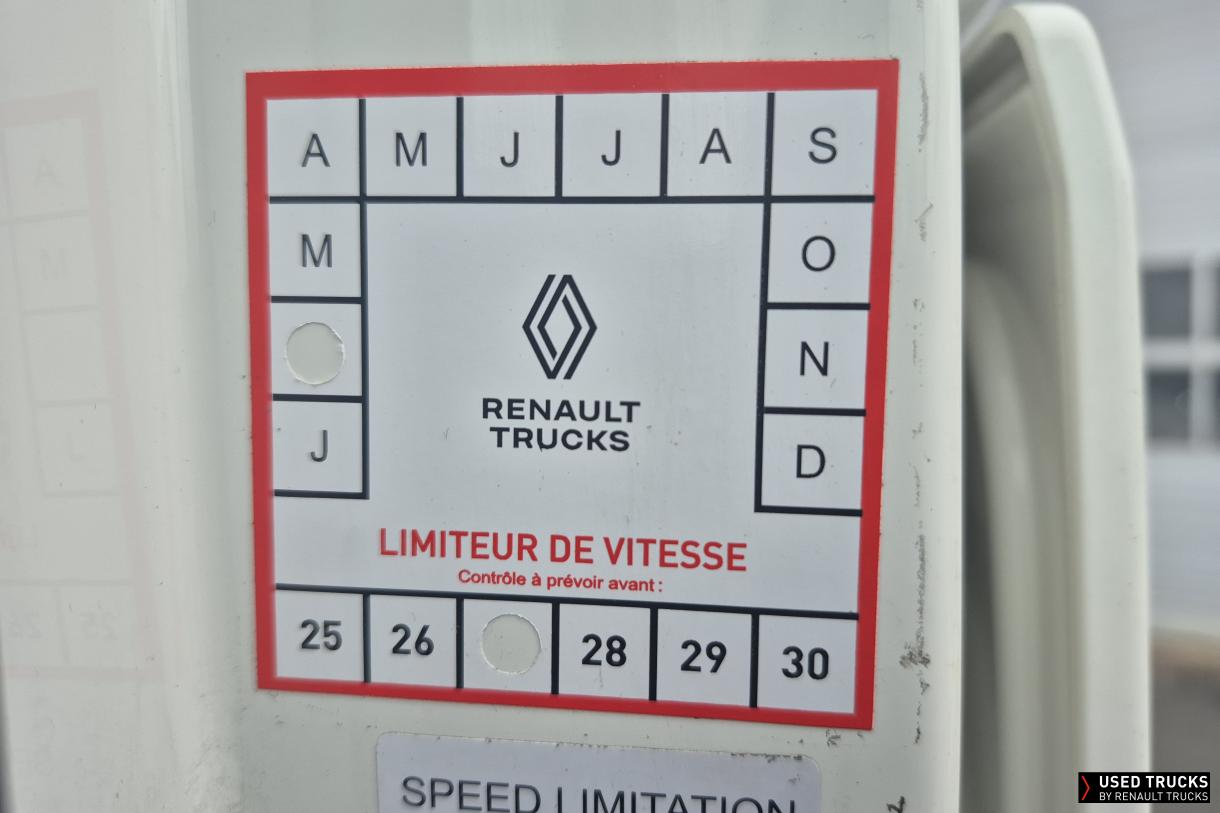 A M J J A S
M O
N
J D
RENAULT
TRUCKS
LIMITEUR DE VITESSE
Contrôle à prévoir avant :
25 26 28 29 30
SPEED LIMITATION
USED TRUCKS
BY RENAULT TRUCKS